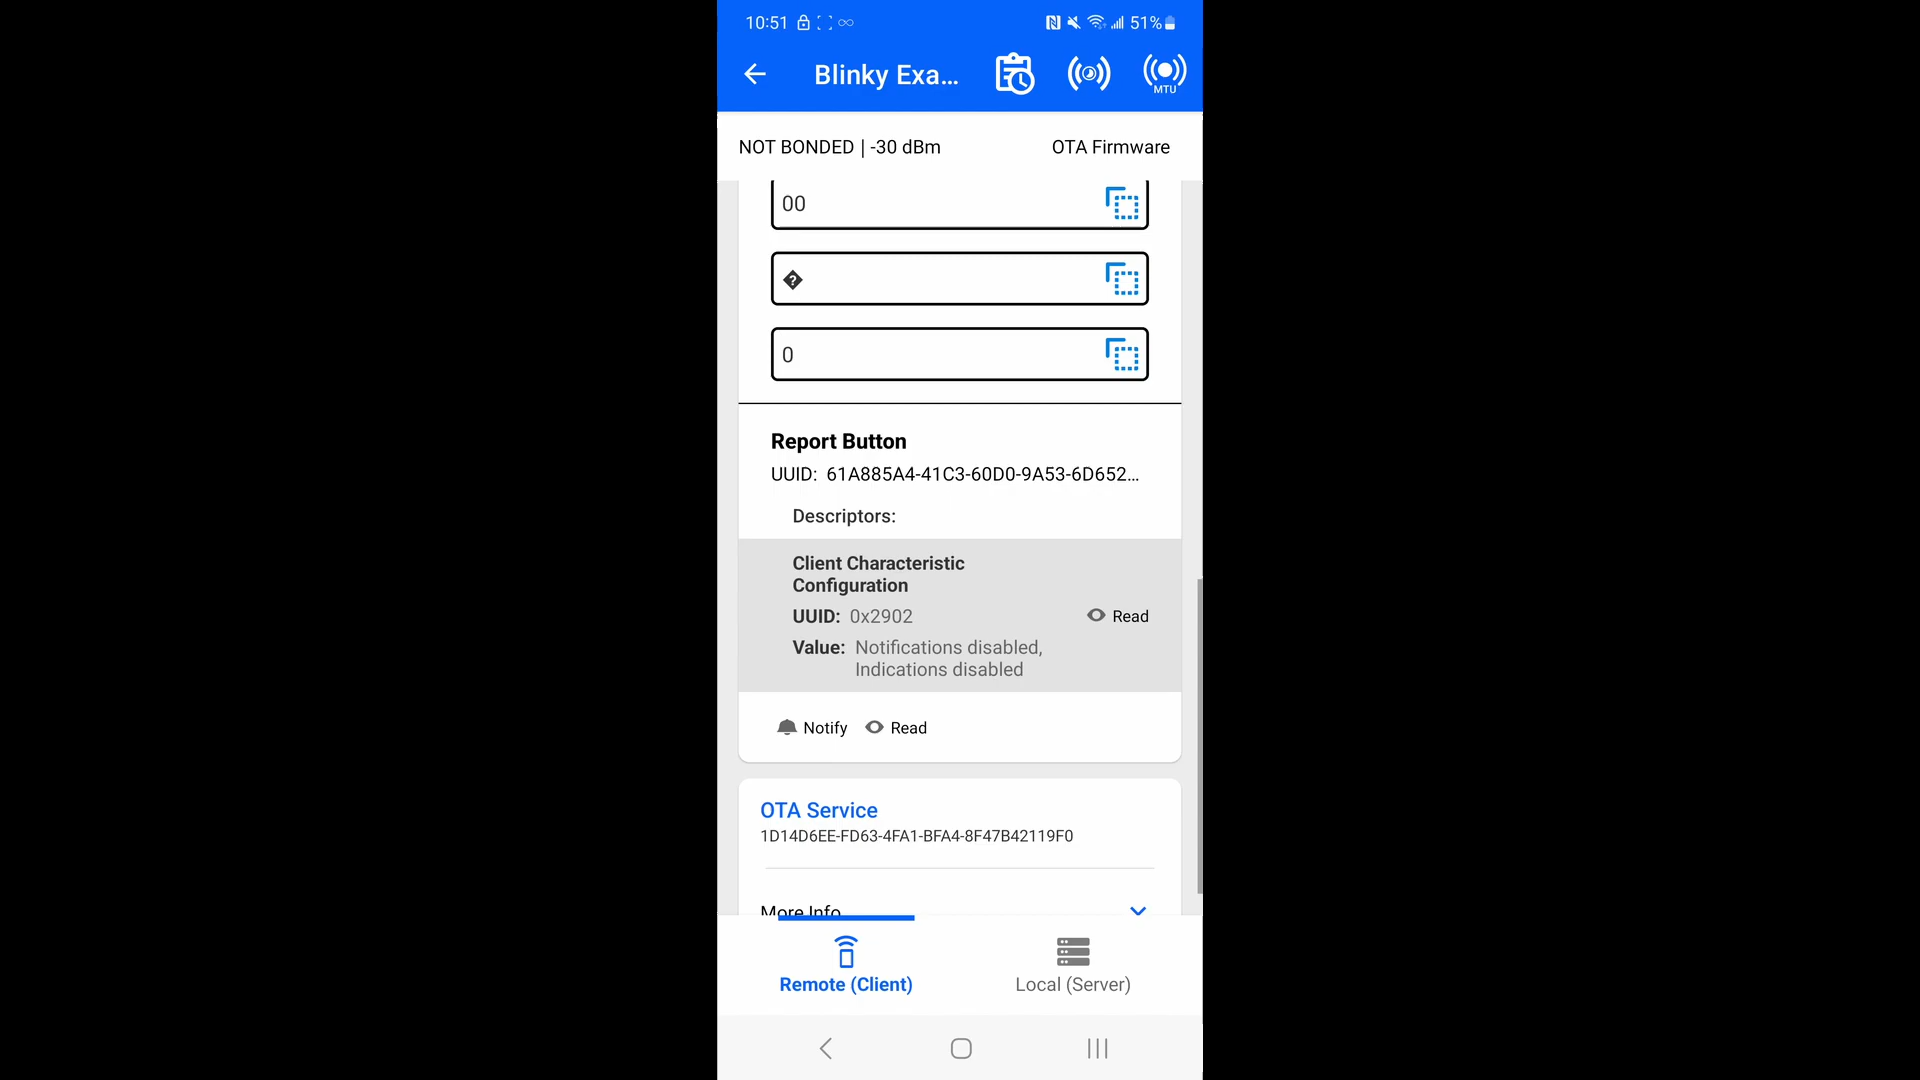 10:51 51%
Blinky Exa...
MTU
NOT BONDED | -30 dBm OTA Firmware
00
�
0
Report Button
UUID: 61A885A4-41C3-60D0-9A53-6D652...
Descriptors:
Client Characteristic
Configuration
UUID: 0x2902 Read
Value: Notifications disabled,
Indications disabled
Notify Read
OTA Service
1D14D6EE-FD63-4FA1-BFA4-8F47B42119F0
More Info
Remote (Client) Local (Server)